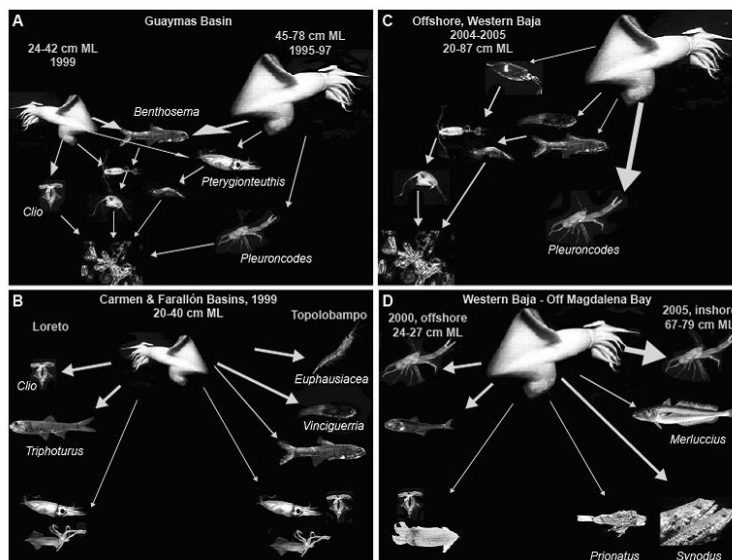 A
Guaymas Basin
24-42 cm ML
1999
45-78 cm ML
1995-97
Benthosema
Pterygionteuthis
Clio
Pleuroncodes
B
Carmen & Farallón Basins, 1999
20-40 cm ML
Loreto
Topolobampo
Clio
Euphausiacea
Vinciguerria
Triphoturus
C
Offshore, Western Baja
2004-2005
20-87 cm ML
Pleuroncodes
D
Western Baja - Off Magdalena Bay
2000, offshore
24-27 cm ML
2005, inshore
67-79 cm ML
Merluccius
Prionatus
Synodus